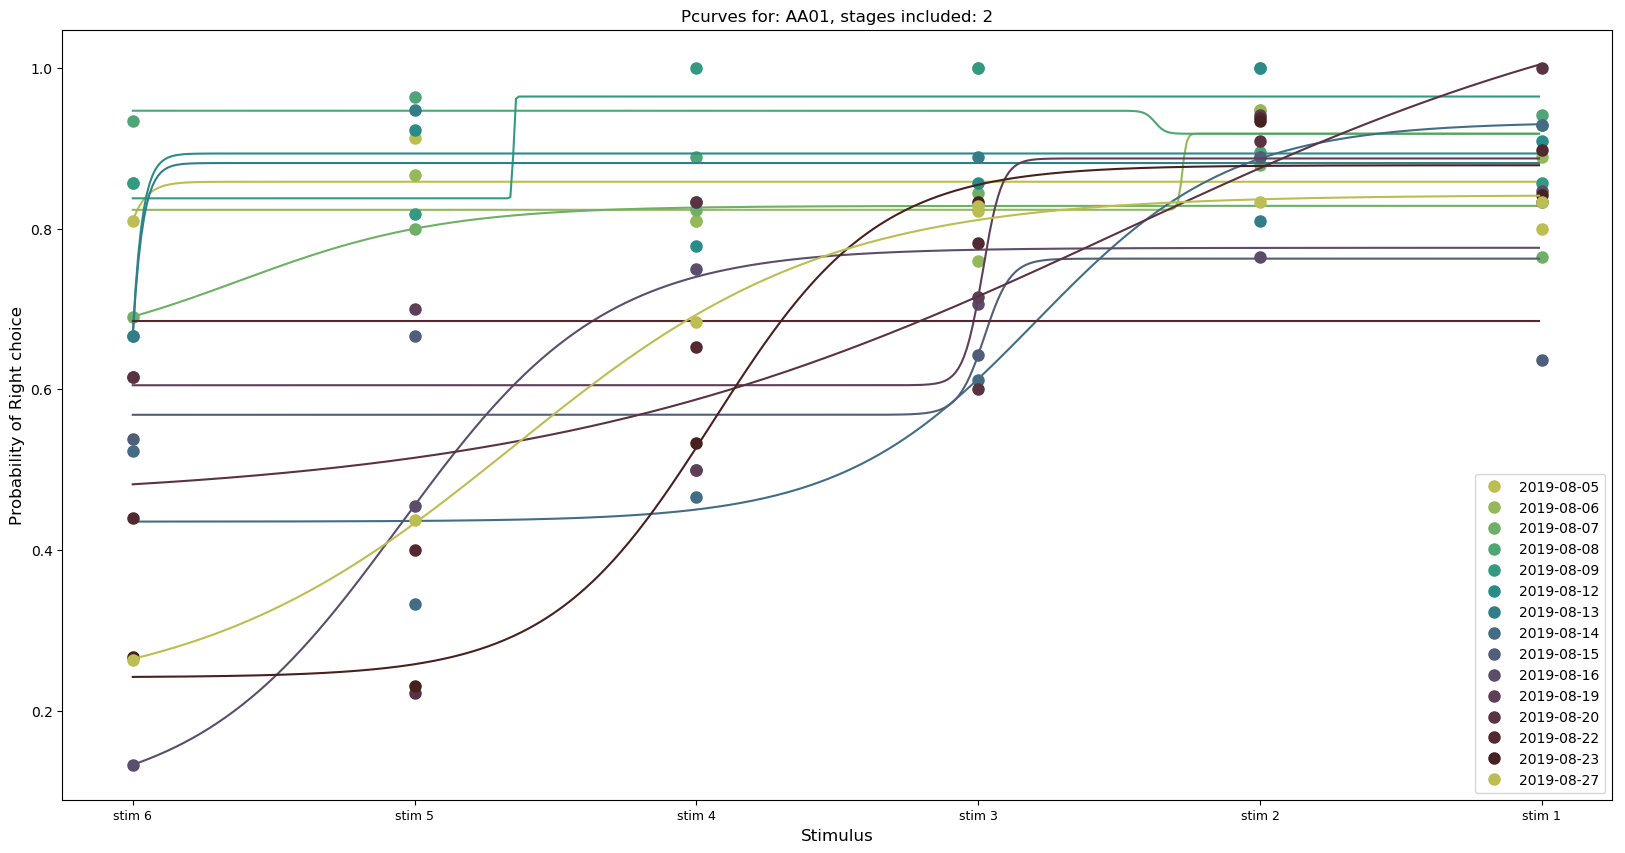 Pcurves for: AA01, stages included: 2
Probability of Right choice
1.0
0.8
0.6
0.4
0.2
stim 6
stim 5
stim 4
stim 3
stim 2
stim 1
Stimulus
2019-08-05
2019-08-06
2019-08-07
2019-08-08
2019-08-09
2019-08-12
2019-08-13
2019-08-14
2019-08-15
2019-08-16
2019-08-19
2019-08-20
2019-08-22
2019-08-23
2019-08-27